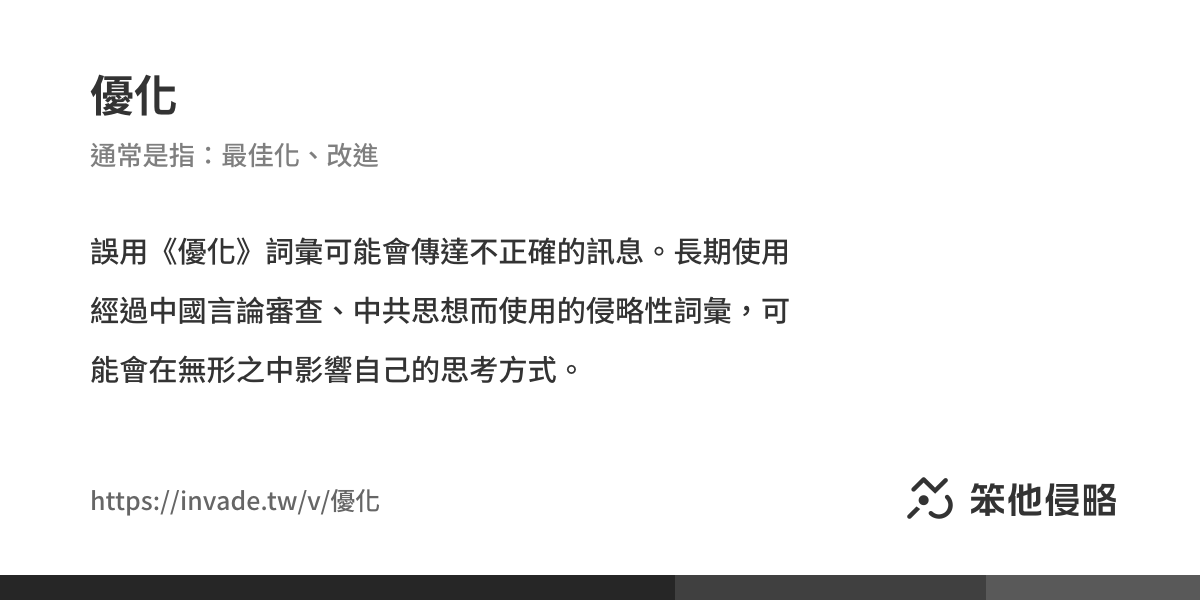 優化
通常是指：最佳化、改進
誤用《優化》詞彙可能會傳達不正確的訊息。長期使用
經過中國言論審查、中共思想而使用的侵略性詞彙，可
能會在無形之中影響自己的思考方式。
https://invade.tw/v/優化
笨他侵略